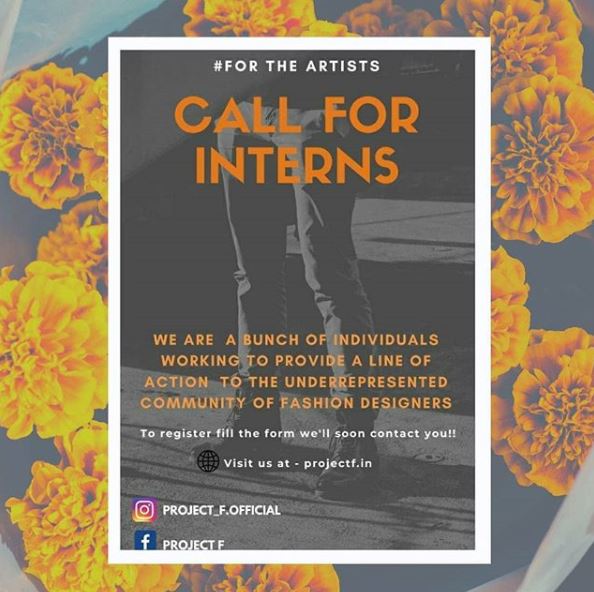 #FOR THE ARTISTS
CALL FOR
INTERNS
WE ARE A BUNCH OF INDIVIDUALS
WORKING TO PROVIDE A LINE OF
ACTION TO THE UNDERREPRESENTED
COMMUNITY OF FASHION DESIGNERS
To register fill the form we'll soon contact you!!
Visit us at - projectf.in
PROJECT_F.OFFICIAL
f PROJECT F